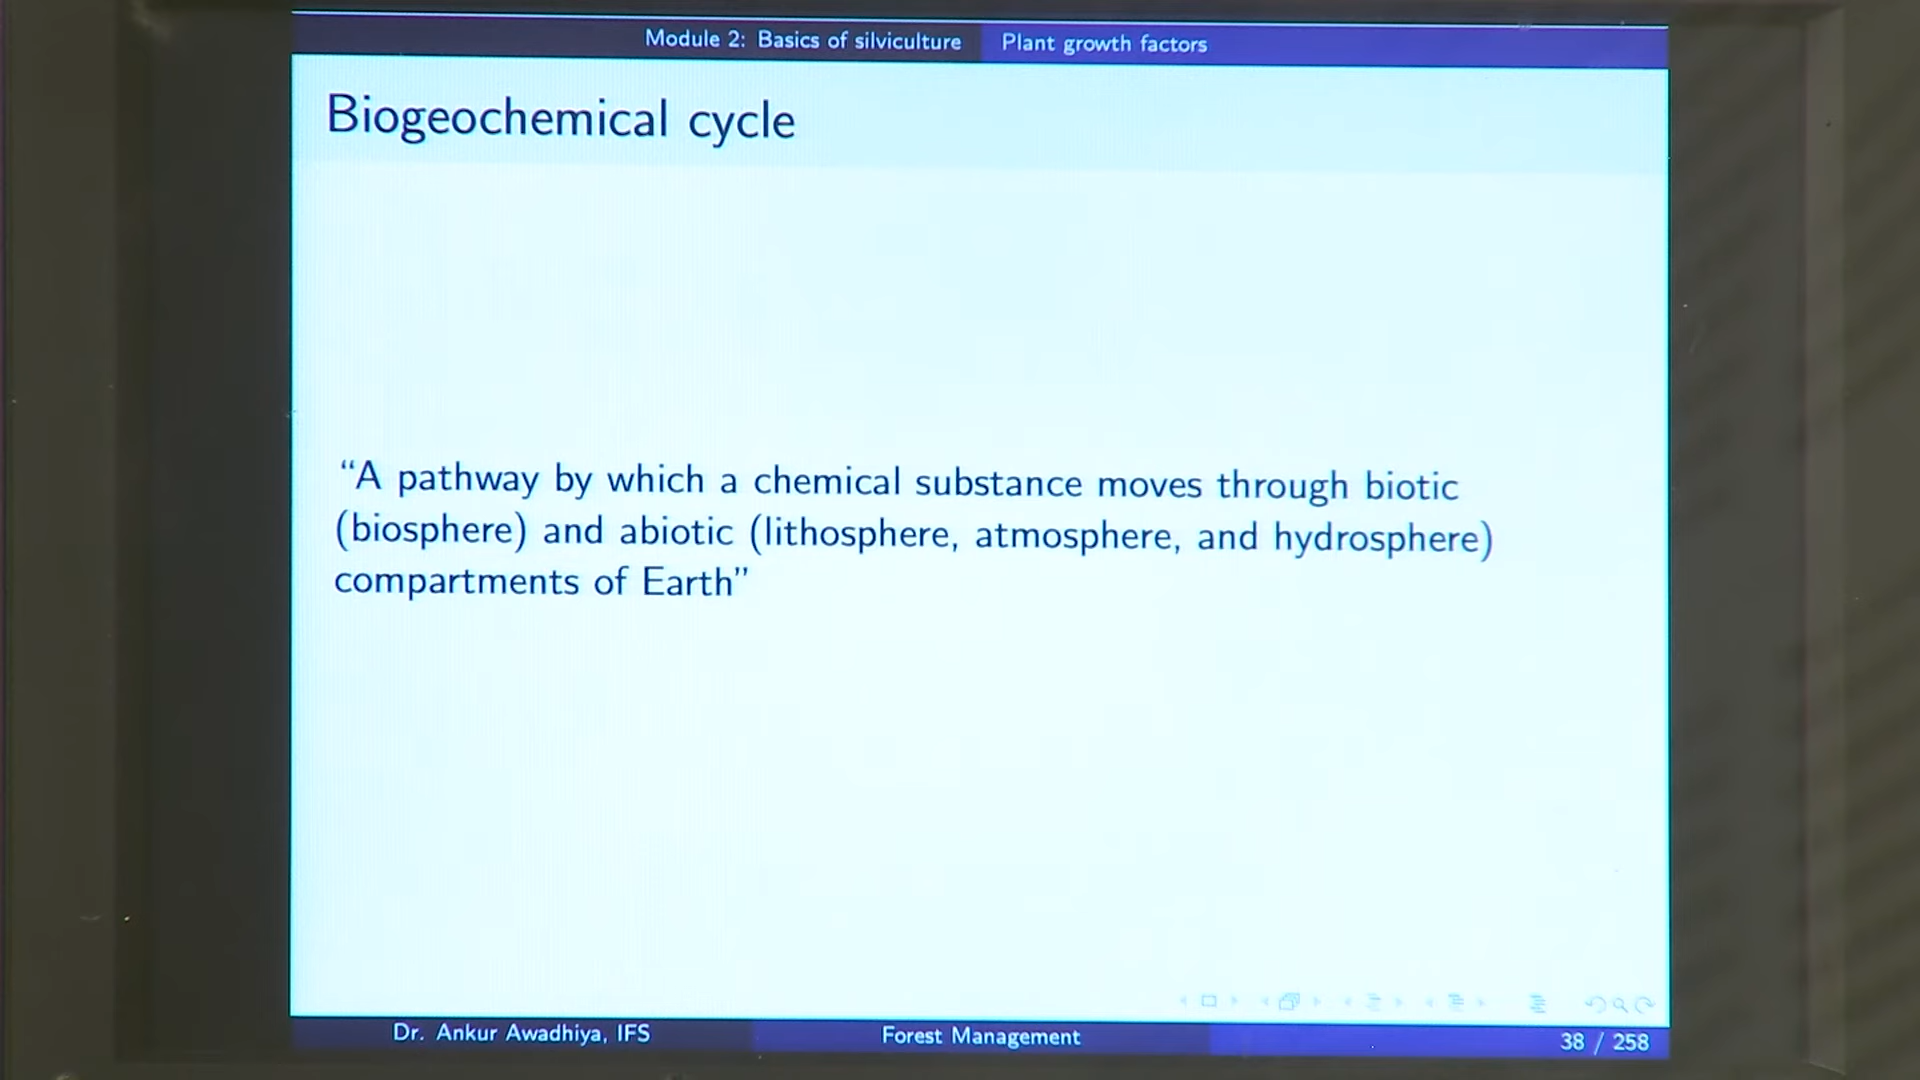 Module 2: Basics of silviculture Plant growth factors
Biogeochemical cycle
“A pathway by which a chemical substance moves through biotic
(biosphere) and abiotic (lithosphere, atmosphere, and hydrosphere)
compartments of Earth”
Dr. Ankur Awadhiya, IFS Forest Management 38 / 258